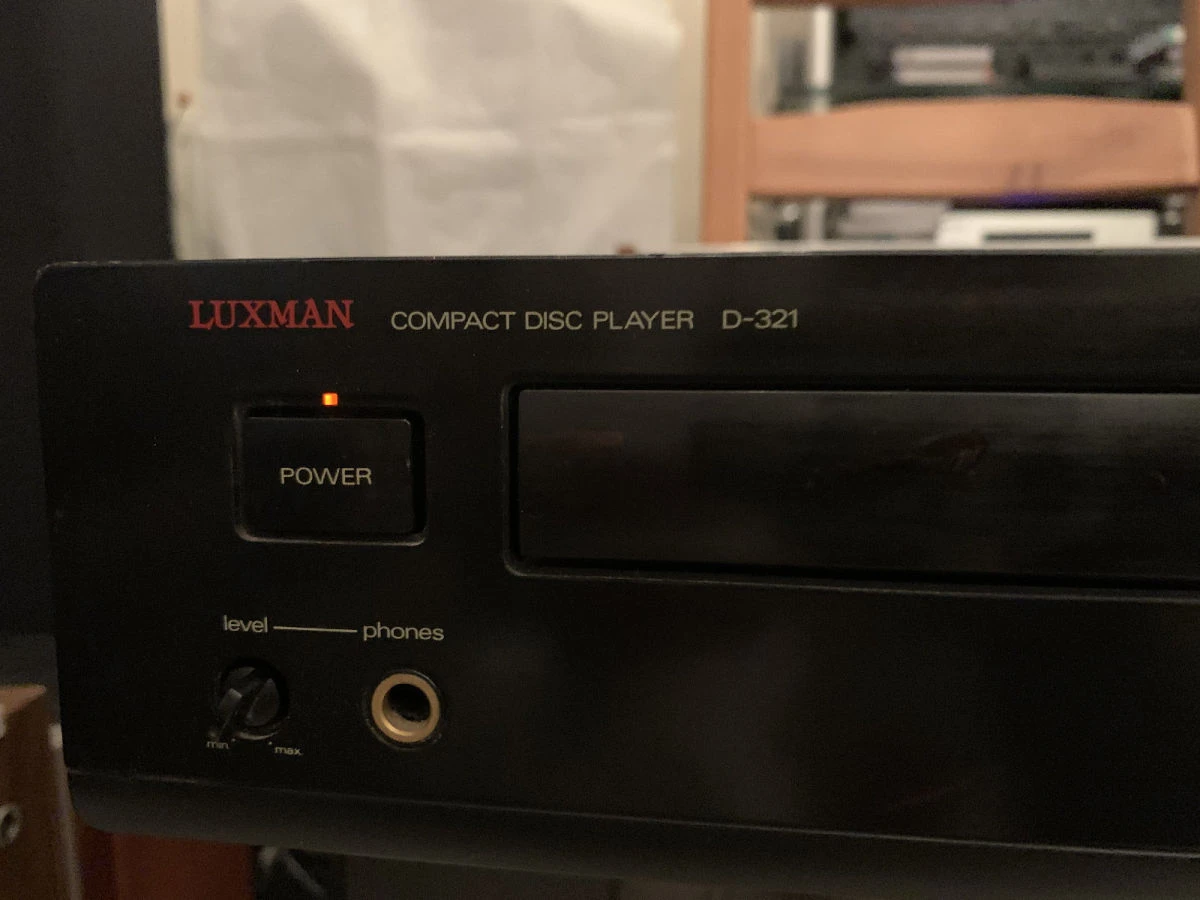 LUXMAN COMPACT DISC PLAYER D-321
POWER
level phones
min. max.